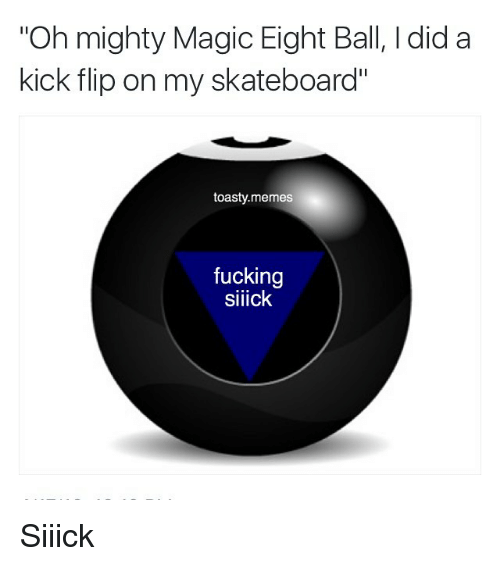 "Oh mighty Magic Eight Ball, I did a
kick flip on my skateboard"
toasty.memes
fucking
siiick
Siiick